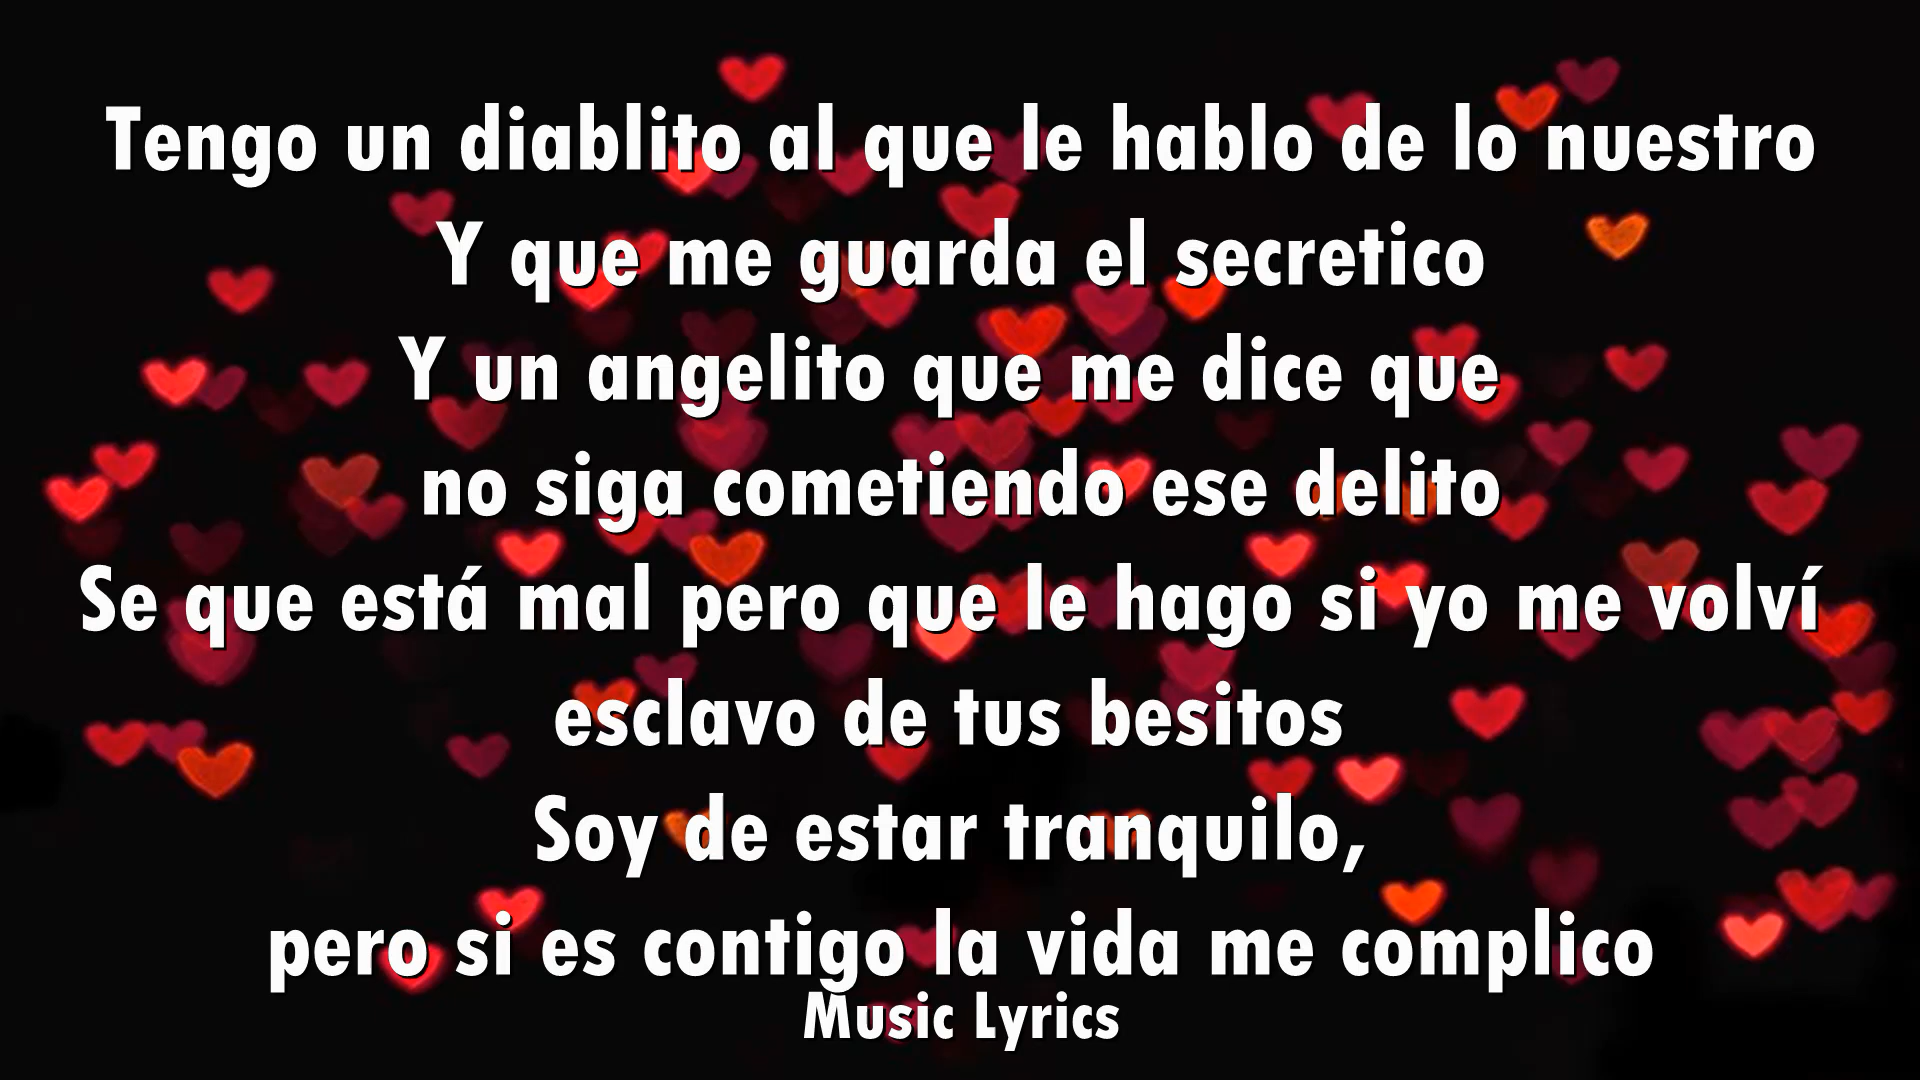 Tengo un diablito al que le hablo de lo nuestro
Y que me guarda el secretico
Y un angelito que me dice que
no siga cometiendo ese delito
Se que está mal pero que le hago si yo me volví
esclavo de tus besitos
Soy de estar tranquilo,
pero si es contigo la vida me complico
Music Lyrics